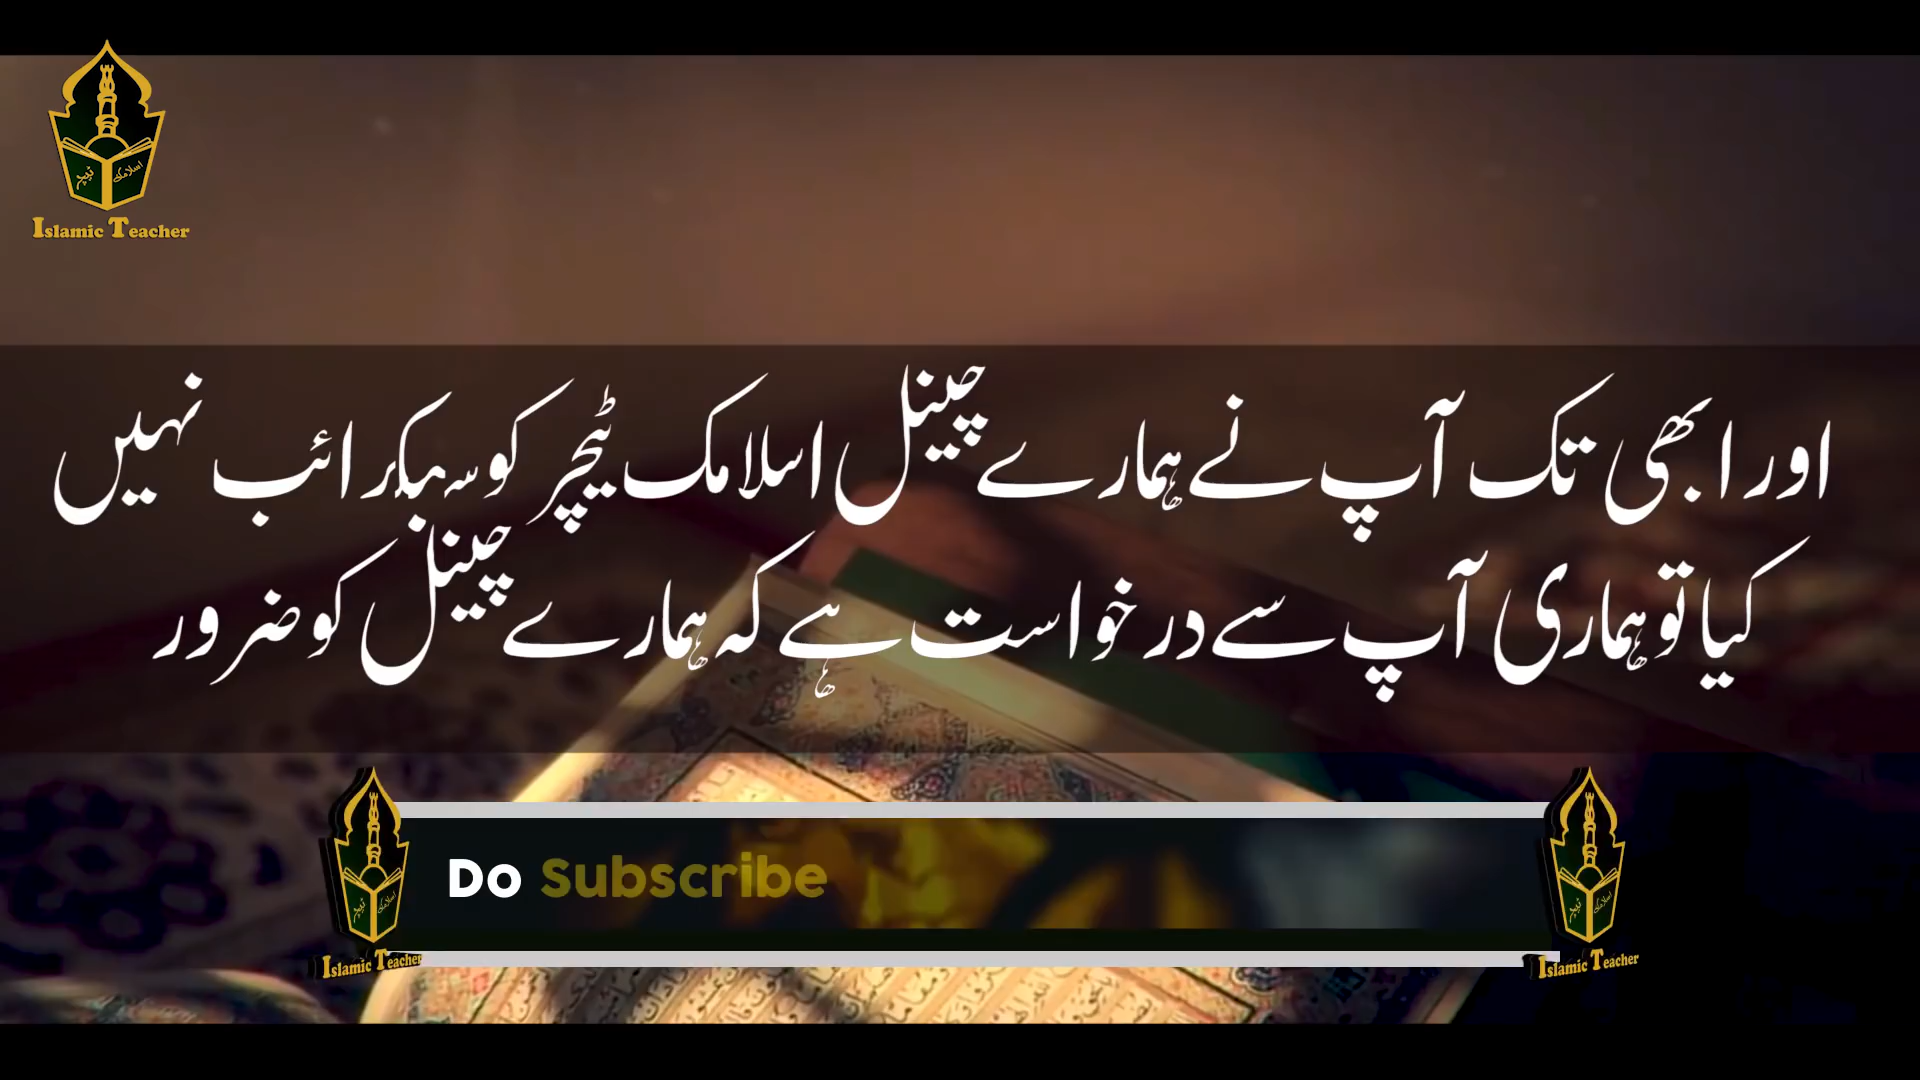 Islamic Teacher
اور ابھی تک آپ نے ہمارے چینل اسلامک ٹیچر کو سبسکرائب نہیں
کیا تو ہماری آپ سے درخواست ہے کہ ہمارے چینل کو ضرور
Do Subscribe
Islamic Teacher
Islamic Teacher